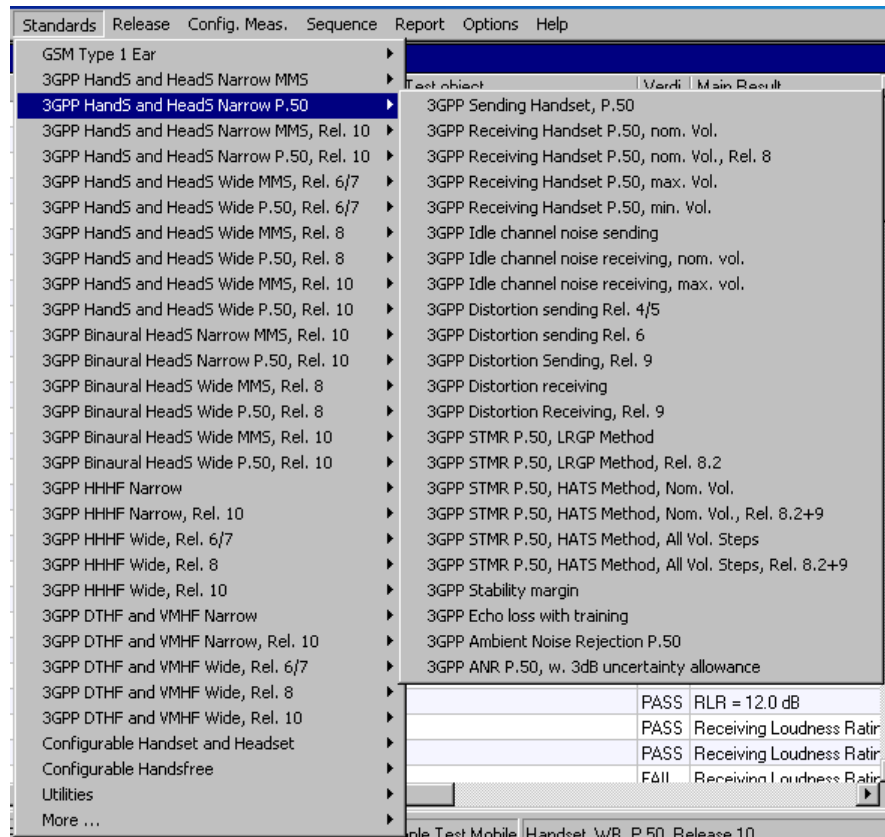 Standards Release Config. Meas. Sequence Report Options Help
GSM Type 1 Ear
3GPP HandS and HeadS Narrow MMS
3GPP HandS and HeadS Narrow P.50
3GPP HandS and HeadS Narrow MMS, Rel. 10
3GPP HandS and HeadS Narrow P.50, Rel. 10
3GPP HandS and HeadS Wide MMS, Rel. 6/7
3GPP HandS and HeadS Wide P.50, Rel. 6/7
3GPP HandS and HeadS Wide MMS, Rel. 8
3GPP HandS and HeadS Wide P.50, Rel. 8
3GPP HandS and HeadS Wide MMS, Rel. 10
3GPP HandS and HeadS Wide P.50, Rel. 10
3GPP Binaural HeadS Narrow MMS, Rel. 10
3GPP Binaural HeadS Narrow P.50, Rel. 10
3GPP Binaural HeadS Wide MMS, Rel. 8
3GPP Binaural HeadS Wide P.50, Rel. 8
3GPP Binaural HeadS Wide MMS, Rel. 10
3GPP Binaural HeadS Wide P.50, Rel. 10
3GPP HHHF Narrow
3GPP HHHF Narrow, Rel. 10
3GPP HHHF Wide, Rel. 6/7
3GPP HHHF Wide, Rel. 8
3GPP HHHF Wide, Rel. 10
3GPP DTHF and VMHF Narrow
3GPP DTHF and VMHF Narrow, Rel. 10
3GPP DTHF and VMHF Wide, Rel. 6/7
3GPP DTHF and VMHF Wide, Rel. 8
3GPP DTHF and VMHF Wide, Rel. 10
Configurable Handset and Headset
Configurable Handsfree
Utilities
More ...
Test object Verdi Main Result
3GPP Sending Handset, P.50
3GPP Receiving Handset P.50, nom. Vol.
3GPP Receiving Handset P.50, nom. Vol., Rel. 8
3GPP Receiving Handset P.50, max. Vol.
3GPP Receiving Handset P.50, min. Vol.
3GPP Idle channel noise sending
3GPP Idle channel noise receiving, nom. vol.
3GPP Idle channel noise receiving, max. vol.
3GPP Distortion sending Rel. 4/5
3GPP Distortion sending Rel. 6
3GPP Distortion Sending, Rel. 9
3GPP Distortion receiving
3GPP Distortion Receiving, Rel. 9
3GPP STMR P.50, LRGP Method
3GPP STMR P.50, LRGP Method, Rel. 8.2
3GPP STMR P.50, HATS Method, Nom. Vol.
3GPP STMR P.50, HATS Method, Nom. Vol., Rel. 8.2+9
3GPP STMR P.50, HATS Method, All Vol. Steps
3GPP STMR P.50, HATS Method, All Vol. Steps, Rel. 8.2+9
3GPP Stability margin
3GPP Echo loss with training
3GPP Ambient Noise Rejection P.50
3GPP ANR P.50, w. 3dB uncertainty allowance
PASS RLR = 12.0 dB
PASS Receiving Loudness Ratin
PASS Receiving Loudness Ratin
FAIL Receiving Loudness Ratin
ple Test Mobile Handset, WB, P.50, Release 10